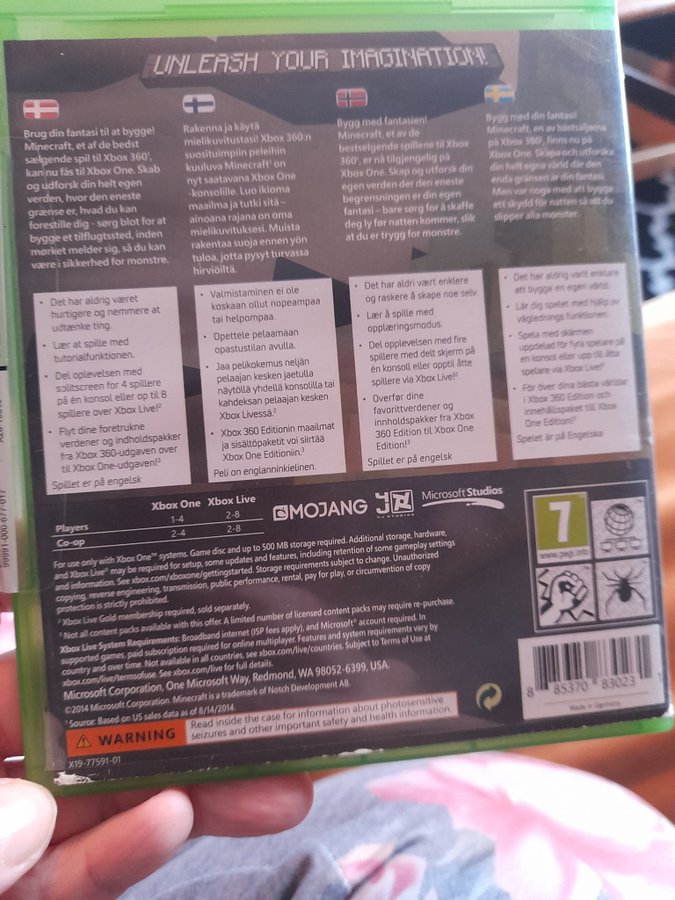 UNLEASH YOUR IMAGINATION!
Brug din fantasi til at bygge!
Minecraft, et af de bedst
sælgende spil til Xbox 360¹,
kan nu fås til Xbox One. Skab
og udforsk din helt egen
verden, hvor den eneste
grænse er, hvad du kan
forestille dig - sørg blot for at
bygge et tilflugtssted, inden
mørket melder sig, så du kan
være i sikkerhed for monstre.
• Det har aldrig været
hurtigere og nemmere at
udtænke ting.
• Lær at spille med
tutorialfunktionen.
• Del oplevelsen med
splitscreen for 4 spillere
på én konsol eller op til 8
spillere over Xbox Live!²
• Flyt dine foretrukne
verdener og indholdspakker
fra Xbox 360-udgaven over
til Xbox One-udgaven!³
Spillet er på engelsk
Rakenna ja käytä
mielikuvitustasi! Xbox 360:n
suosituimpiin peleihin
kuuluva Minecraft¹ on
nyt saatavana Xbox One
-konsolille. Luo ikioma
maailma ja tutki sitä –
ainoana rajana on oma
mielikuvituksesi. Muista
rakentaa suoja ennen yön
tuloa, jotta pysyt turvassa
hirviöiltä.
• Valmistaminen ei ole
koskaan ollut nopeampaa
tai helpompaa.
• Opettele pelaamaan
opastustilan avulla.
• Jaa pelikokemus neljän
pelaajan kesken jaetulla
näytöllä yhdellä konsolilla tai
kahdeksan pelaajan kesken
Xbox Livessä.²
• Xbox 360 Editionin maailmat
ja sisältöpaketit voi siirtää
Xbox One Editioniin.³
Peli on englanninkielinen.
Bygg med fantasien!
Minecraft, et av de
bestselgende spillene til Xbox
360¹, er nå tilgjengelig på
Xbox One. Skap og utforsk din
egen verden der den eneste
begrensningen er din egen
fantasi – bare sørg for å skaffe
deg ly før natten kommer, slik
at du er trygg for monstre.
• Det har aldri vært enklere
og raskere å skape noe selv.
• Lær å spille med
opplæringsmodus.
• Del opplevelsen med fire
spillere med delt skjerm på
én konsoll eller opptil åtte
spillere via Xbox Live!²
• Overfør dine
favorittverdener og
innholdspakker fra Xbox
360 Edition til Xbox One
Edition!³
Spillet er på engelsk
Bygg med din fantasi!
Minecraft, en av bästsäljarna
på Xbox 360¹, finns nu på
Xbox One. Skapa och utforska
din helt egna värld där den
enda gränsen är din fantasi.
Men var noga med att bygga
ett skydd för natten så att du
slipper alla monster.
• Det har aldrig varit enklare
att bygga en egen värld.
• Lär dig spelet med hjälp av
vägledningsfunktionen.
• Spela med skärmen
uppdelad för fyra spelare på
en konsol eller upp till åtta
spelare via Xbox Live!²
• För över dina bästa världar
i Xbox 360 Edition och
innehållspaket till Xbox
One Edition!³
Spelet är på Engelska
Xbox One Xbox Live
Players 1-4 2-8
Co-op 2-4 2-8
MOJANG
4J STUDIOS
Microsoft Studios
For use only with Xbox One™ systems. Game disc and up to 500 MB storage required. Additional storage, hardware,
and Xbox Live² may be required for setup, some updates and features, including retention of some gameplay settings
and information. See xbox.com/xboxone/gettingstarted. Storage requirements subject to change. Unauthorized
copying, reverse engineering, transmission, public performance, rental, pay for play, or circumvention of copy
protection is strictly prohibited.
² Xbox Live Gold membership required, sold separately.
³ Not all content packs available with this offer. A limited number of licensed content packs may require re-purchase.
Xbox Live System Requirements: Broadband internet (ISP fees apply), and Microsoft® account required. In
supported games, paid subscription required for online multiplayer. Features and system requirements vary by
country and over time. Not available in all countries, see xbox.com/live/countries. Subject to Terms of Use at
xbox.com/live/termsofuse. See xbox.com/live for full details.
Microsoft Corporation, One Microsoft Way, Redmond, WA 98052-6399, USA.
©2014 Microsoft Corporation. Minecraft is a trademark of Notch Development AB.
¹ Source: Based on US sales data as of 8/14/2014.
WARNING
Read inside the case for information about photosensitive
seizures and other important safety and health information.
X19-77591-01
7
www.pegi.info
8 85370 83023 1
Made in Germany
99991-000-677-017